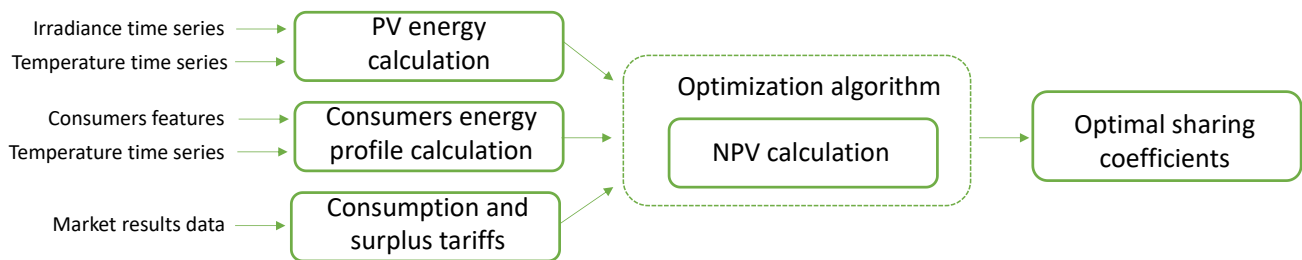 Irradiance time series
Temperature time series
PV energy
calculation
Consumers features
Temperature time series
Consumers energy
profile calculation
Market results data
Consumption and
surplus tariffs
Optimization algorithm
NPV calculation
Optimal sharing
coefficients